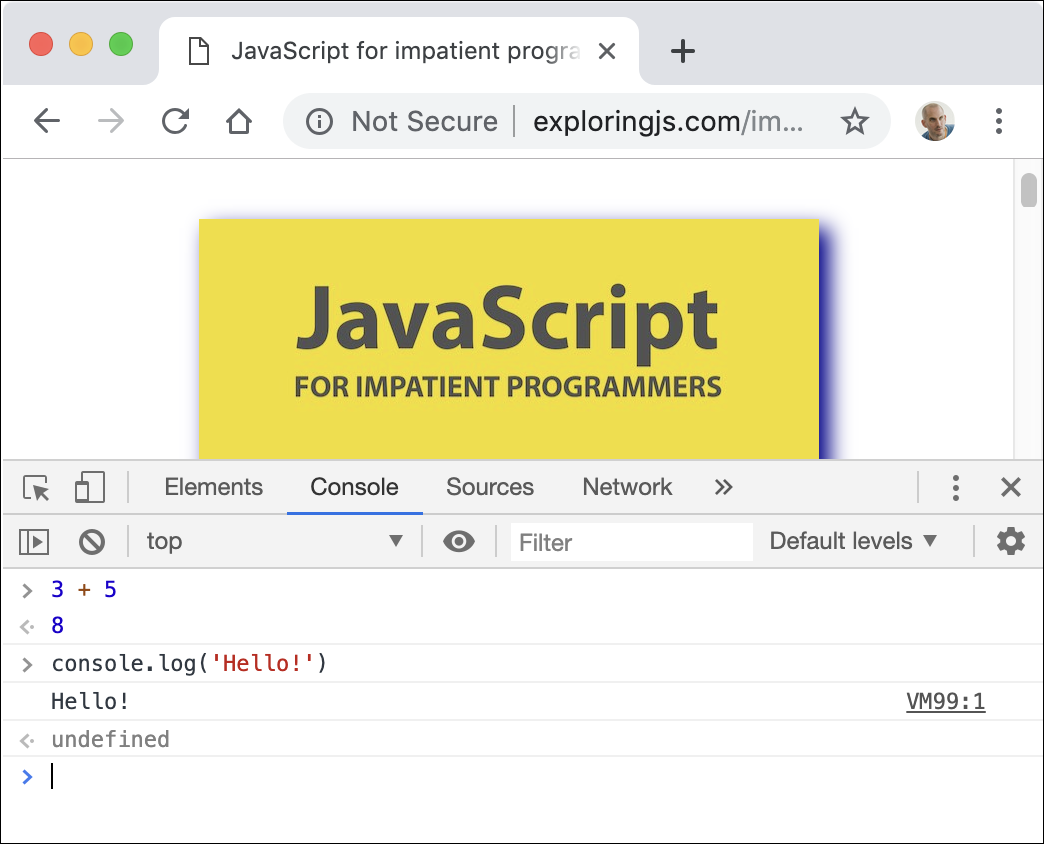 JavaScript for impatient progra
Not Secure | exploringjs.com/im...
JavaScript
FOR IMPATIENT PROGRAMMERS
Elements Console Sources Network »
top Filter Default levels
> 3 + 5
8
> console.log('Hello!')
Hello! VM99:1
undefined
>